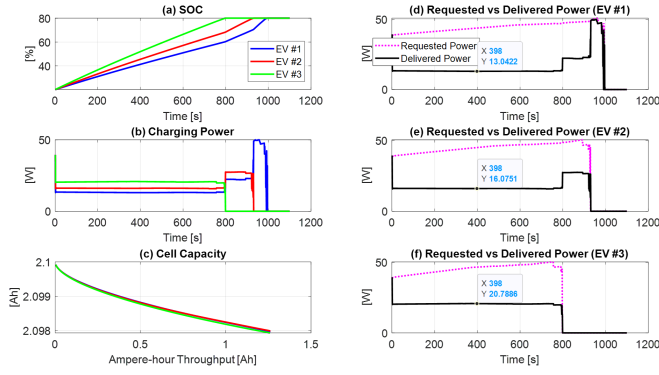 (a) SOC
[%]
80
60
40
20
EV #1
EV #2
EV #3
0 200 400 600 800 1000 1200
Time [s]
(b) Charging Power
[W]
50
0
0 200 400 600 800 1000 1200
Time [s]
(c) Cell Capacity
[Ah]
2.1
2.099
2.098
0 0.5 1 1.5
Ampere-hour Throughput [Ah]
(d) Requested vs Delivered Power (EV #1)
[W]
50
0
Requested Power
Delivered Power
X 398
Y 13.0422
0 200 400 600 800 1000 1200
Time [s]
(e) Requested vs Delivered Power (EV #2)
[W]
50
0
X 398
Y 16.0751
0 200 400 600 800 1000 1200
Time [s]
(f) Requested vs Delivered Power (EV #3)
[W]
50
0
X 398
Y 20.7886
0 200 400 600 800 1000 1200
Time [s]